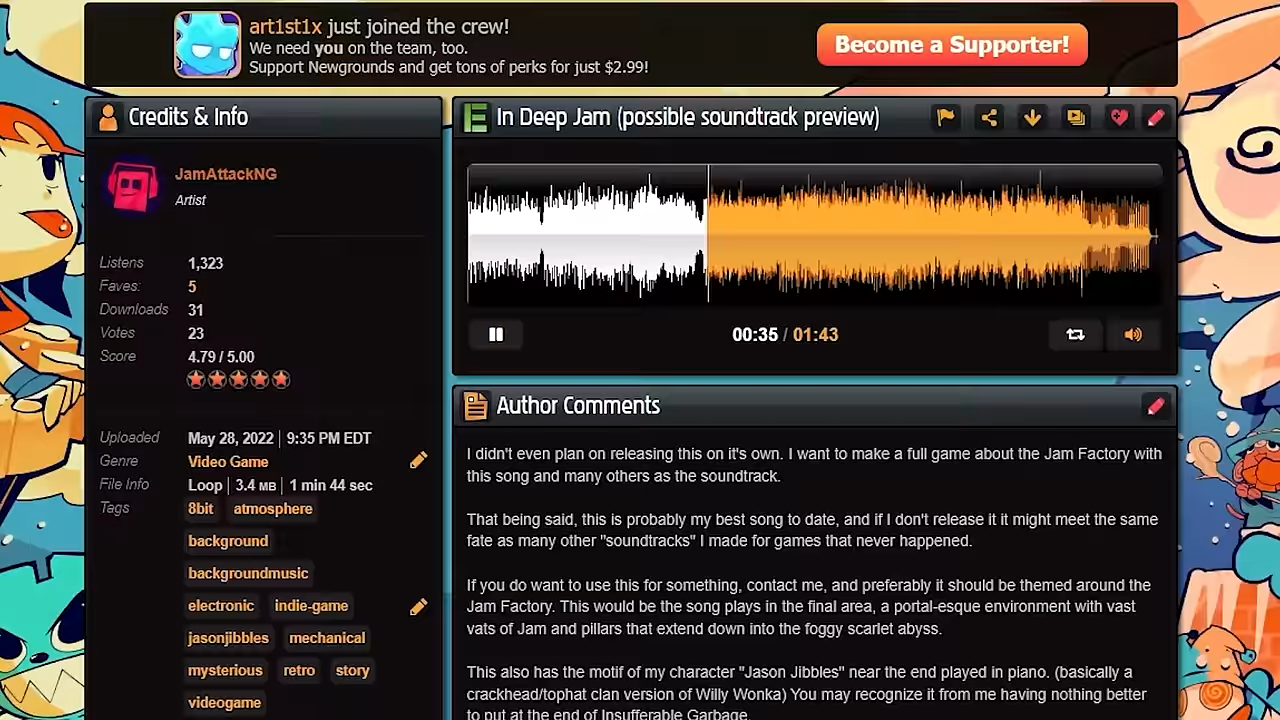 art1st1x just joined the crew!
We need you on the team, too.
Support Newgrounds and get tons of perks for just $2.99!
Become a Supporter!
Credits & Info
JamAttackNG
Artist
Listens 1,323
Faves: 5
Downloads 31
Votes 23
Score 4.79 / 5.00
Uploaded May 28, 2022 | 9:35 PM EDT
Genre Video Game
File Info Loop | 3.4 MB | 1 min 44 sec
Tags 8bit atmosphere
background
backgroundmusic
electronic indie-game
jasonjibbles mechanical
mysterious retro story
videogame
E In Deep Jam (possible soundtrack preview)
00:35 / 01:43
Author Comments
I didn't even plan on releasing this on it's own. I want to make a full game about the Jam Factory with
this song and many others as the soundtrack.
That being said, this is probably my best song to date, and if I don't release it it might meet the same
fate as many other "soundtracks" I made for games that never happened.
If you do want to use this for something, contact me, and preferably it should be themed around the
Jam Factory. This would be the song plays in the final area, a portal-esque environment with vast
vats of Jam and pillars that extend down into the foggy scarlet abyss.
This also has the motif of my character "Jason Jibbles" near the end played in piano. (basically a
crackhead/tophat clan version of Willy Wonka) You may recognize it from me having nothing better
to put at the end of Insufferable Garbage.